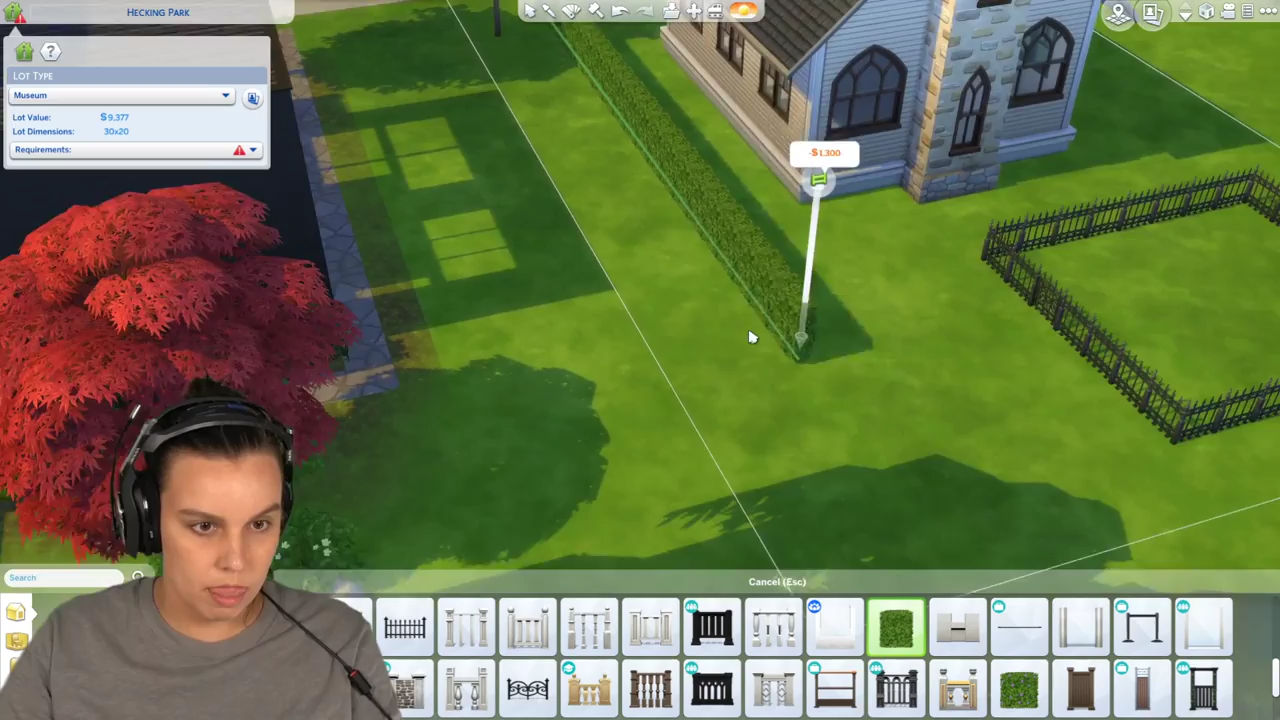 Hecking Park
Lot Type
Museum
Lot Value: $9,377
Lot Dimensions: 30x20
Requirements:
-$1,300
Cancel (Esc)
Search